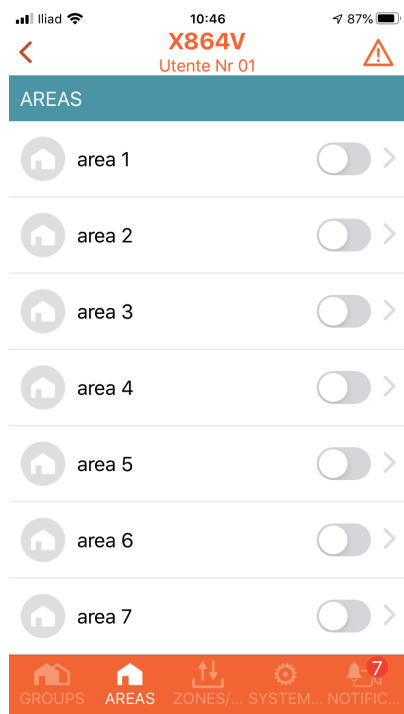 Iliad 10:46 87%
X864V
Utente Nr 01
AREAS
area 1
area 2
area 3
area 4
area 5
area 6
area 7
7
GROUPS AREAS ZONES/... SYSTEM... NOTIFIC...